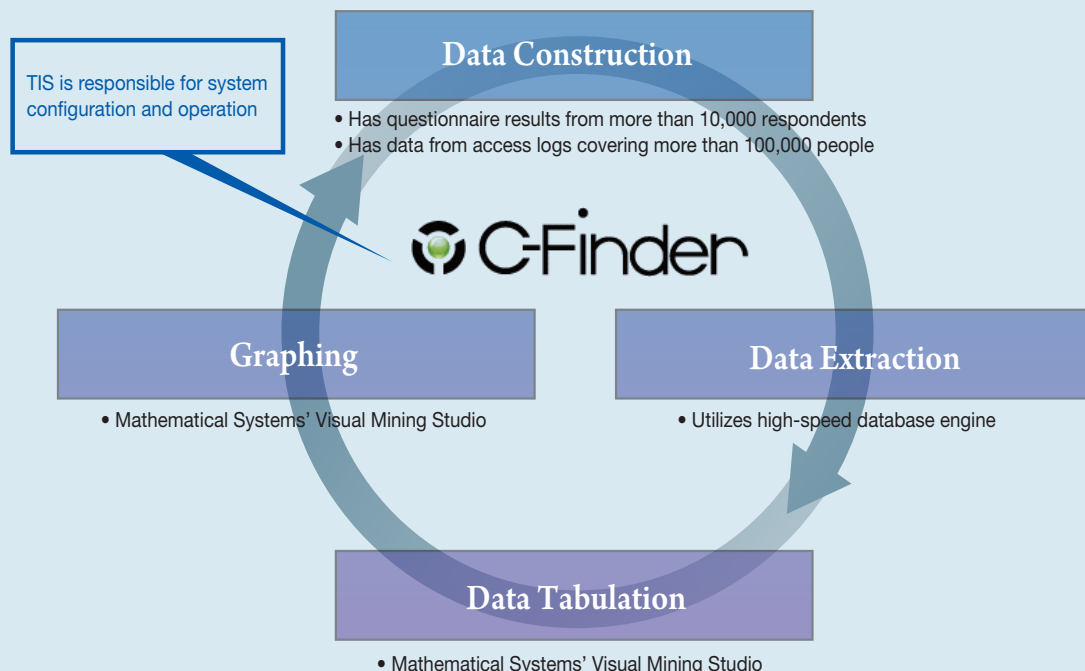 Data Construction
TIS is responsible for system
configuration and operation
• Has questionnaire results from more than 10,000 respondents
• Has data from access logs covering more than 100,000 people
C-Finder
Graphing
• Mathematical Systems’ Visual Mining Studio
Data Extraction
• Utilizes high-speed database engine
Data Tabulation
• Mathematical Systems’ Visual Mining Studio